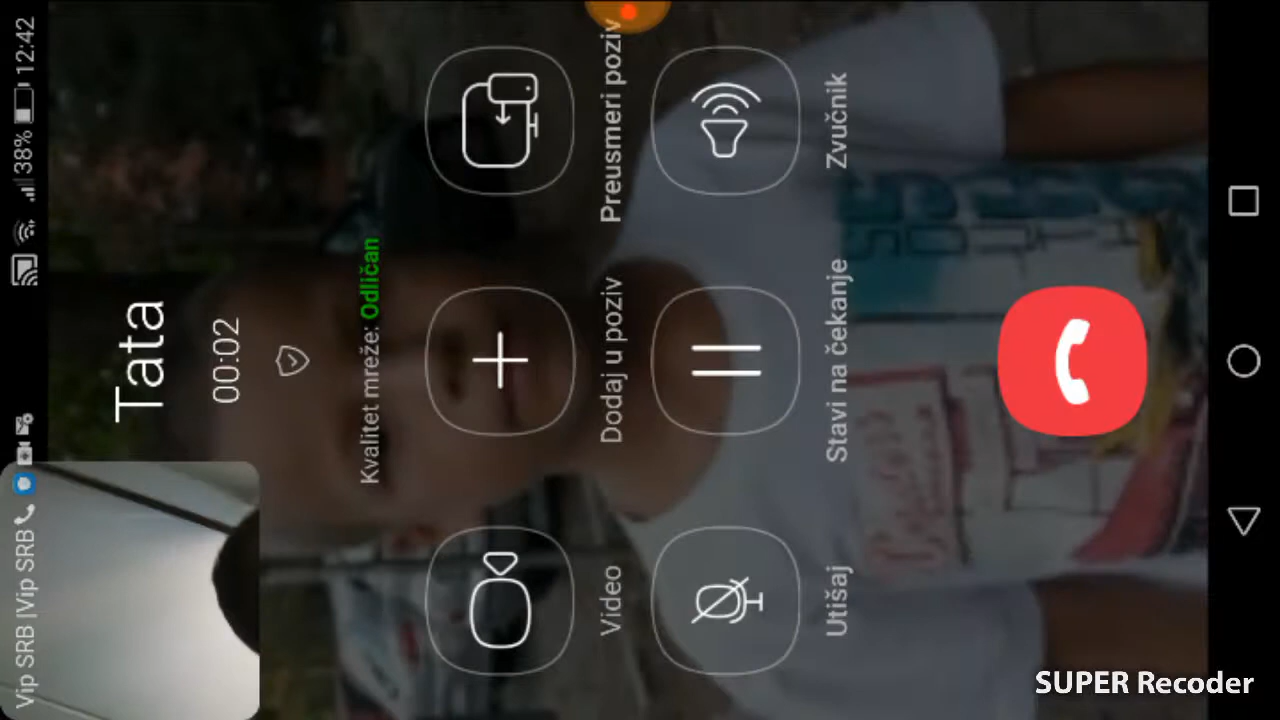 Vip SRB |Vip SRB
38% 12:42
Tata
00:02
Kvalitet mreže: Odličan
Video
Dodaj u poziv
Preusmeri poziv
Utišaj
Stavi na čekanje
Zvučnik
SUPER Recoder